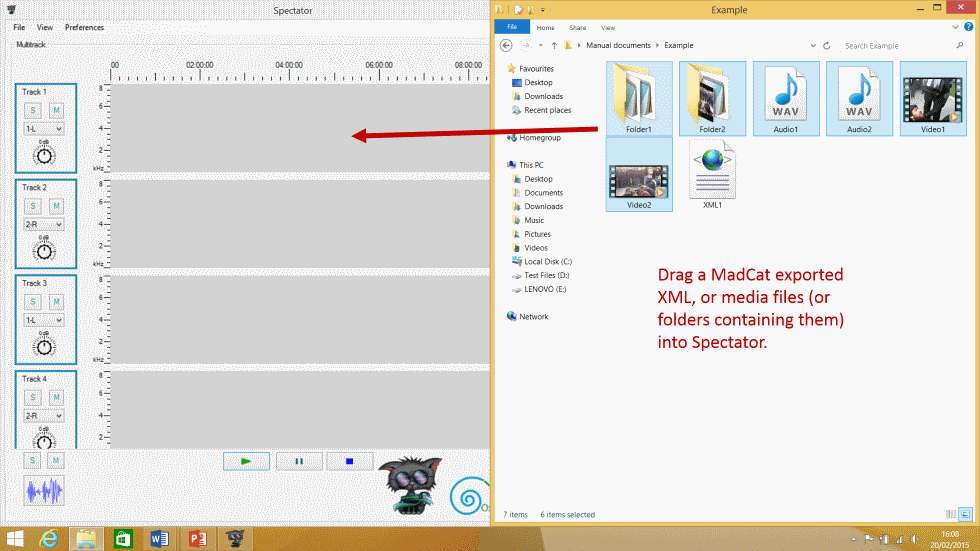 Spectator
File View Preferences
Multitrack
00 02:00:00 04:00:00 06:00:00 08:00:00
Track 1
S M
1-L
0 dB
8
6
4
2
kHz
Track 2
S M
2-R
0 dB
8
6
4
2
kHz
Track 3
S M
1-L
0 dB
8
6
4
2
kHz
Track 4
S M
2-R
0 dB
8
6
4
2
S M
Example
File Home Share View
Manual documents Example
Search Example
Favourites
Desktop
Downloads
Recent places
Homegroup
This PC
Desktop
Documents
Downloads
Music
Pictures
Videos
Local Disk (C:)
Test Files (D:)
LENOVO (E:)
Network
Folder1 Folder2 WAV Audio1 WAV Audio2 Video1
Video2 XML1
Drag a MadCat exported
XML, or media files (or
folders containing them)
into Spectator.
7 items 6 items selected
16:08
20/02/2015